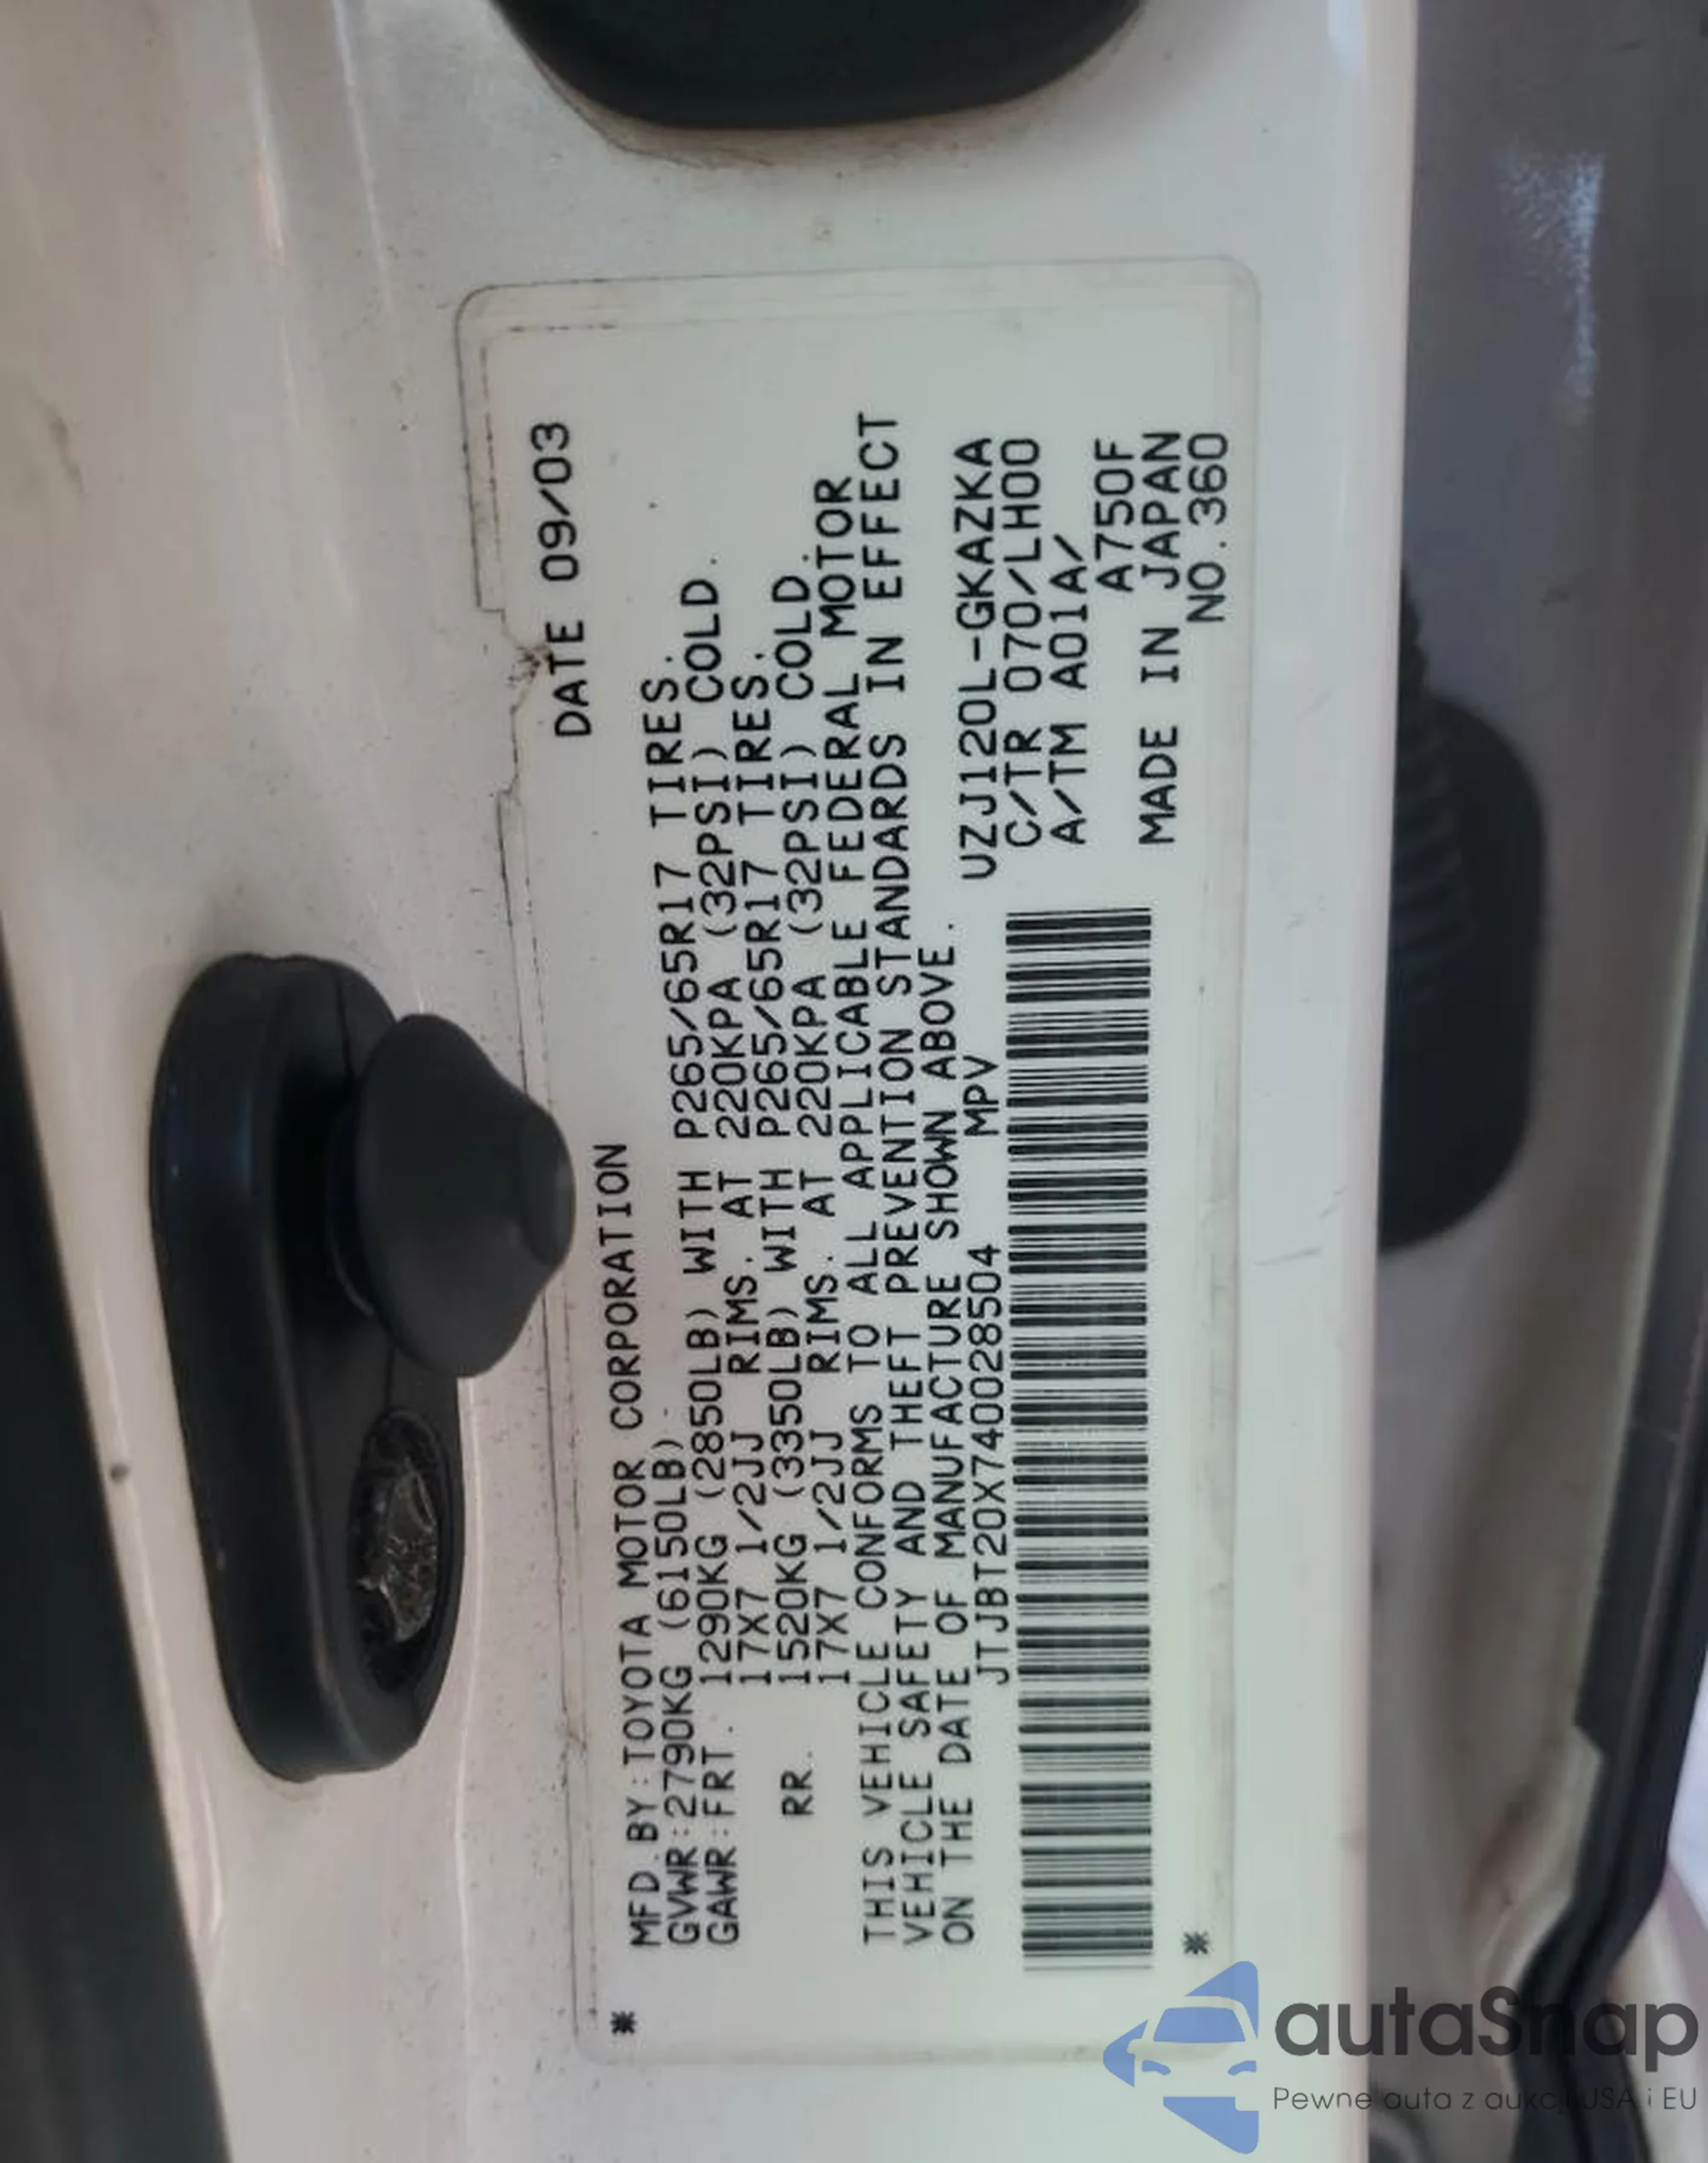 DATE 09/03
MFD.BY:TOYOTA MOTOR CORPORATION
GVWR:2790KG (6150LB).
GAWR:FRT. 1290KG (2850LB) WITH P265/65R17 TIRES.
17X7 1/2JJ RIMS. AT 220KPA (32PSI) COLD.
RR. 1520KG (3350LB) WITH P265/65R17 TIRES.
17X7 1/2JJ RIMS. AT 220KPA (32PSI) COLD.
THIS VEHICLE CONFORMS TO ALL APPLICABLE FEDERAL MOTOR
VEHICLE SAFETY AND THEFT PREVENTION STANDARDS IN EFFECT
ON THE DATE OF MANUFACTURE SHOWN ABOVE.
JTJBT20X740028504 MPV UZJ120L-GKAZKA
C/TR 070/LH00
A/TM A01A/
A750F
MADE IN JAPAN
NO.360
autaSnap
Pewne auta z aukcji USA i EU